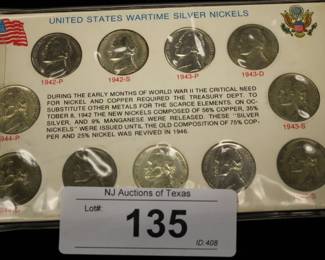 UNITED STATES WARTIME SILVER NICKELS
1942-P
1942-S
1943-P
1943-D
DURING THE EARLY MONTHS OF WORLD WAR II THE CRITICAL NEED
FOR NICKEL AND COPPER REQUIRED THE TREASURY DEPT. TO
SUBSTITUTE OTHER METALS FOR THE SCARCE ELEMENTS. ON OC-
TOBER 8, 1942 THE NEW NICKELS COMPOSED OF 56% COPPER, 35%
SILVER, AND 9% MANGANESE WERE RELEASED. THESE "SILVER
NICKELS" WERE ISSUED UNTIL THE OLD COMPOSITION OF 75% COP-
PER AND 25% NICKEL WAS REVIVED IN 1946.
1944-P
1943-S
NJ Auctions of Texas
Lot#:
135
ID:408